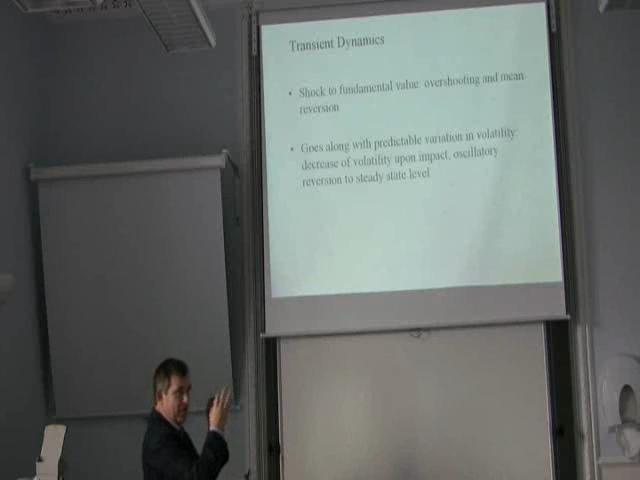 Transient Dynamics
• Shock to fundamental value: overshooting and mean
reversion
• Goes along with predictable variation in volatility:
decrease of volatility upon impact, oscillatory
reversion to steady state level